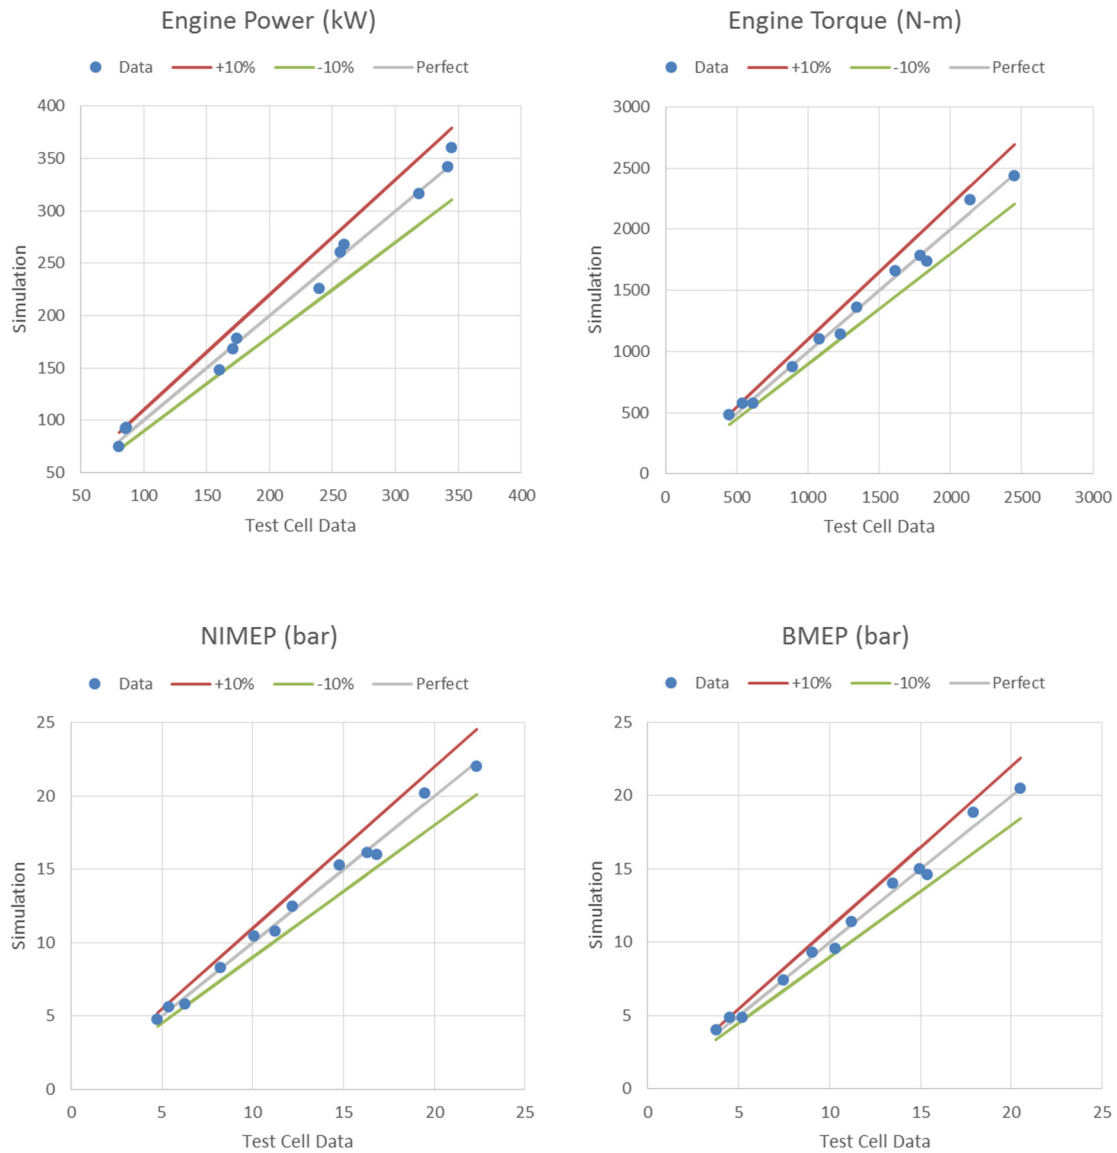 Engine Power (kW)
Data +10% -10% Perfect
400
350
300
250
200
150
100
50
Simulation
50 100 150 200 250 300 350 400
Test Cell Data
Engine Torque (N-m)
Data +10% -10% Perfect
3000
2500
2000
1500
1000
500
0
Simulation
0 500 1000 1500 2000 2500 3000
Test Cell Data
NIMEP (bar)
Data +10% -10% Perfect
25
20
15
10
5
0
Simulation
0 5 10 15 20 25
Test Cell Data
BMEP (bar)
Data +10% -10% Perfect
25
20
15
10
5
0
Simulation
0 5 10 15 20 25
Test Cell Data